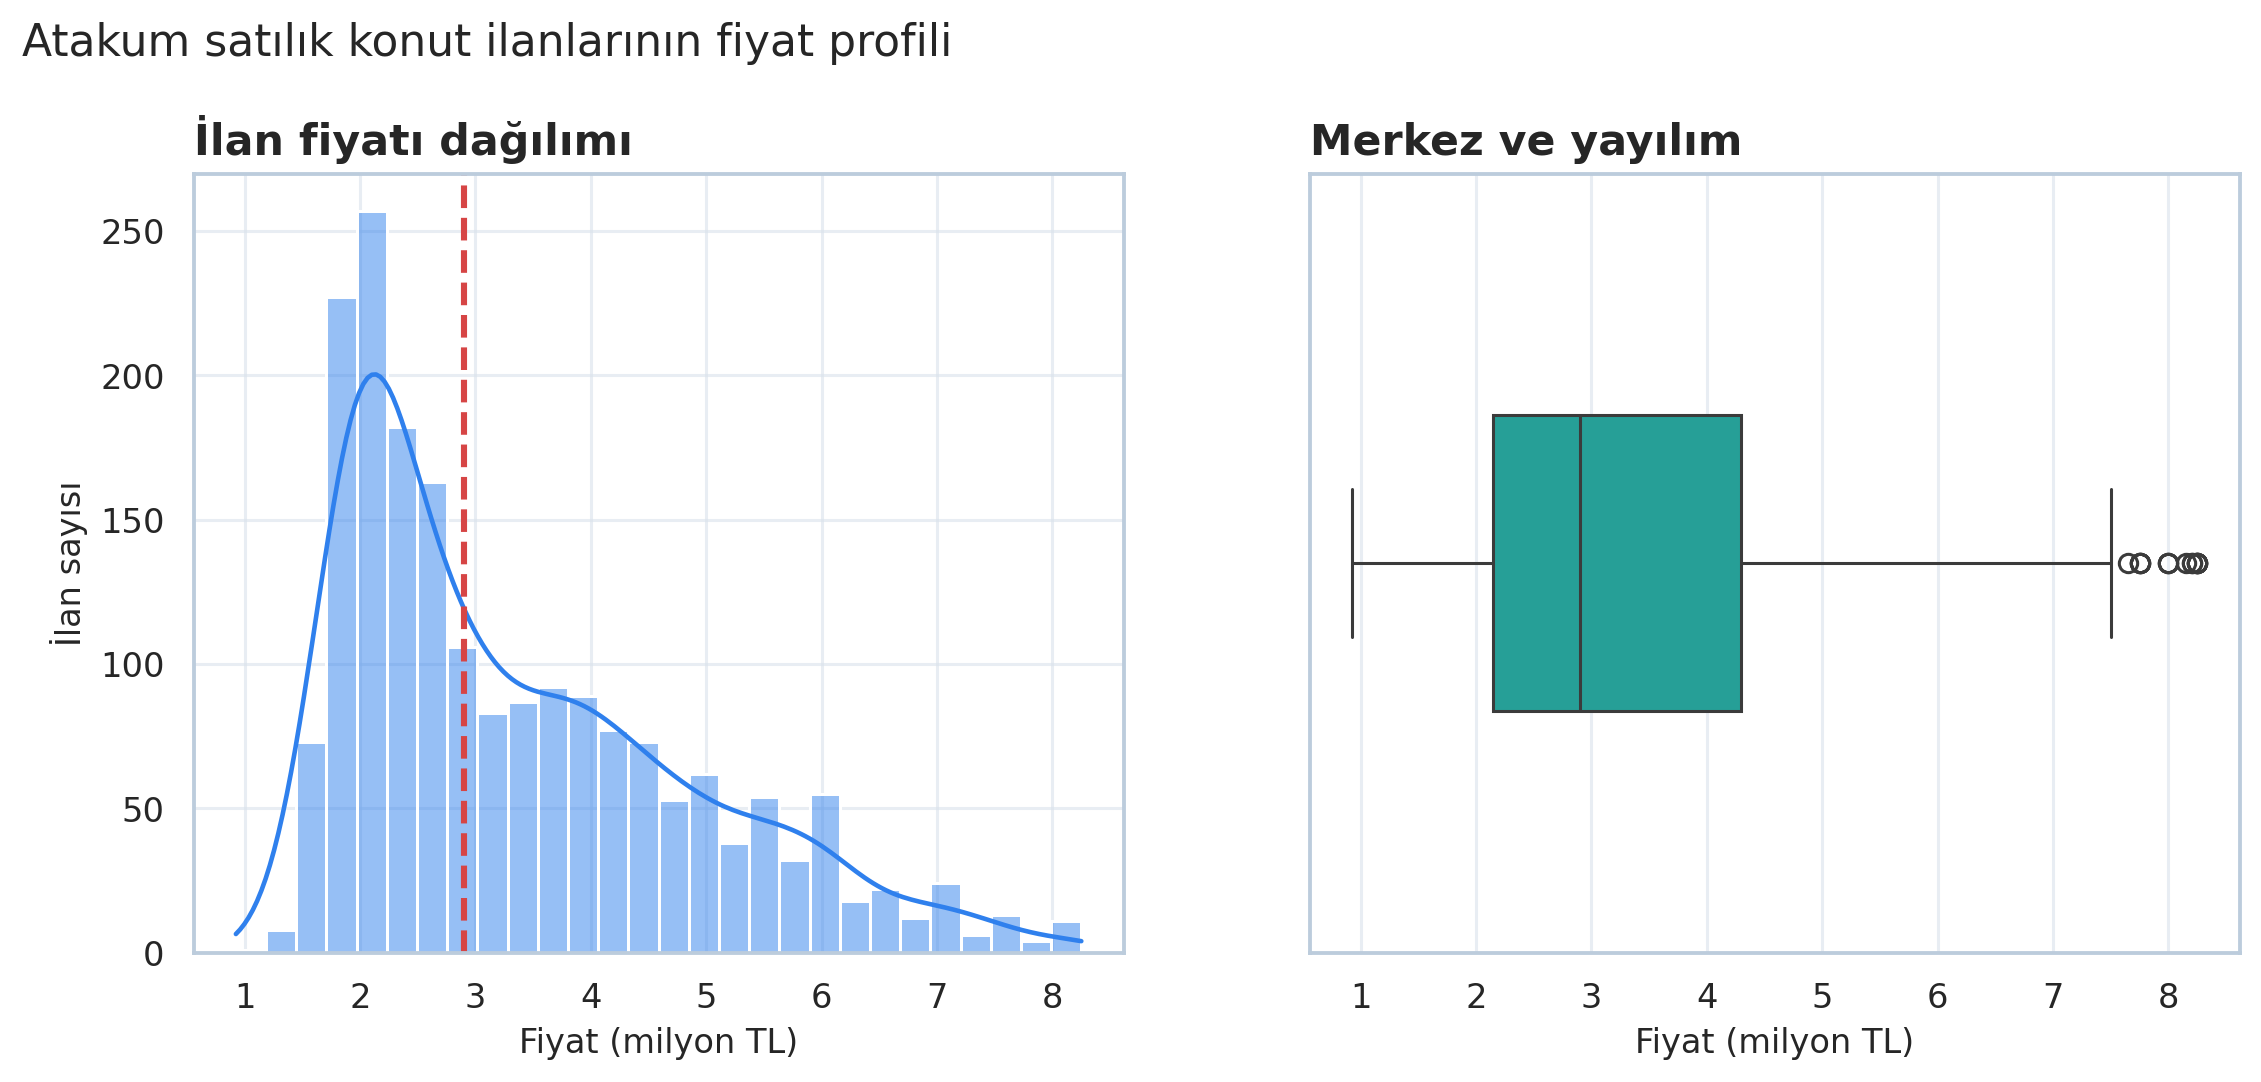 Atakum satılık konut ilanlarının fiyat profili
İlan fiyatı dağılımı
İlan sayısı
250
200
150
100
50
0
1 2 3 4 5 6 7 8
Fiyat (milyon TL)
Merkez ve yayılım
1 2 3 4 5 6 7 8
Fiyat (milyon TL)